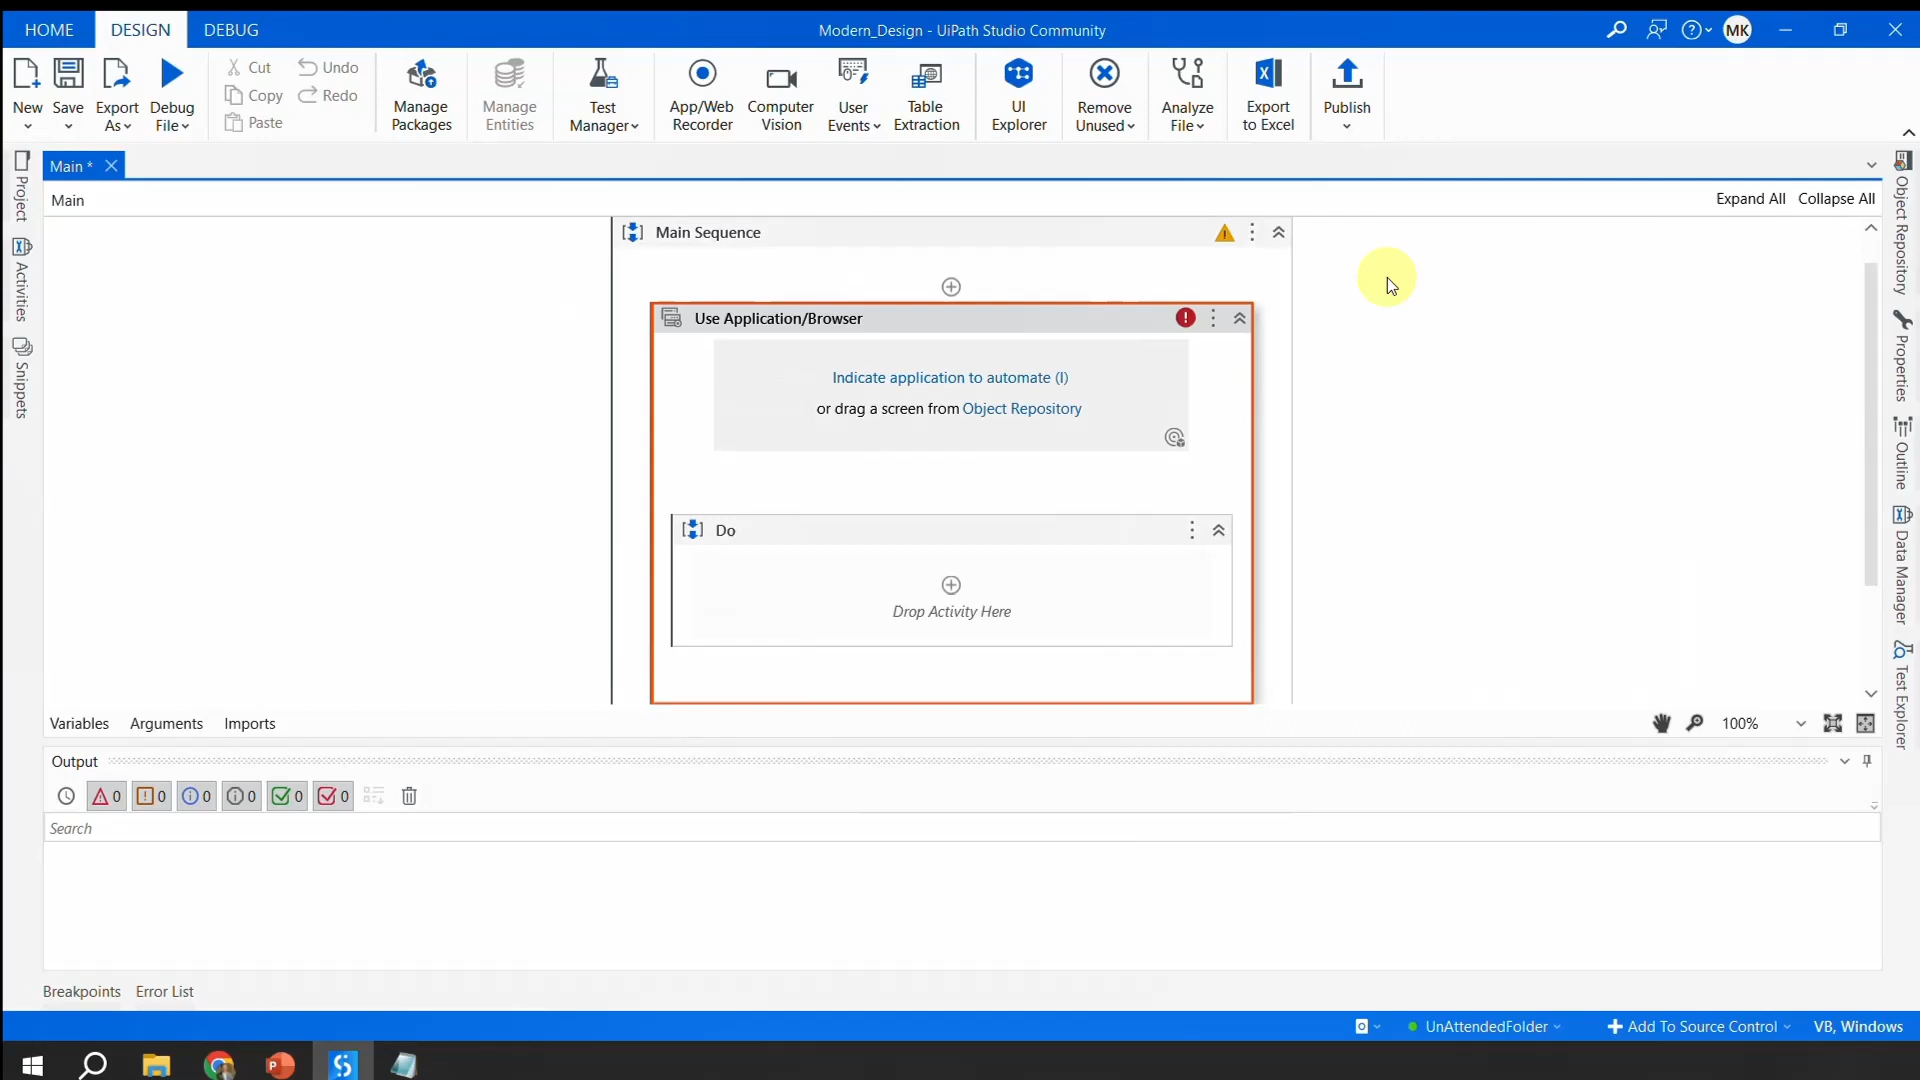 HOME DESIGN DEBUG Modern_Design - UiPath Studio Community MK
New Save Export As Debug File Cut Copy Paste Undo Redo Manage Packages Manage Entities Test Manager App/Web Recorder Computer Vision User Events Table Extraction UI Explorer Remove Unused Analyze File Export to Excel Publish
Main *
Main Expand All Collapse All
Project
Activities
Snippets
Main Sequence
Use Application/Browser
Indicate application to automate (I)
or drag a screen from Object Repository
Do
Drop Activity Here
Object Repository
Properties
Outline
Data Manager
Test Explorer
Variables Arguments Imports 100%
Output
0 0 0 0 0 0
Search
Breakpoints Error List
UnAttendedFolder Add To Source Control VB, Windows